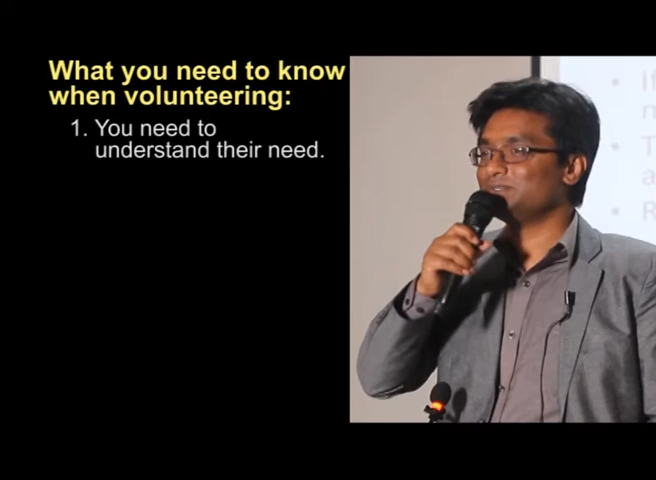 What you need to know
when volunteering:
1. You need to
understand their need.